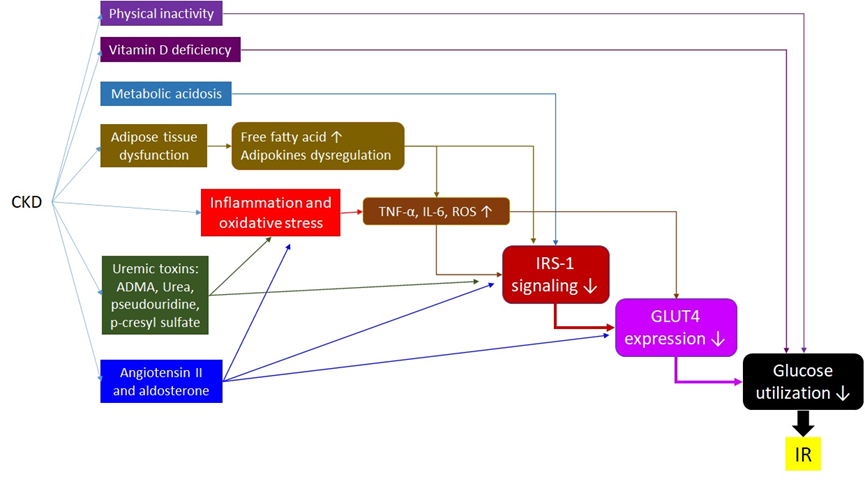 Physical inactivity
Vitamin D deficiency
Metabolic acidosis
Adipose tissue
dysfunction
Free fatty acid ↑
Adipokines dysregulation
CKD
Inflammation and
oxidative stress
TNF-α, IL-6, ROS ↑
Uremic toxins:
ADMA, Urea,
pseudouridine,
p-cresyl sulfate
IRS-1
signaling ↓
GLUT4
expression ↓
Angiotensin II
and aldosterone
Glucose
utilization ↓
IR